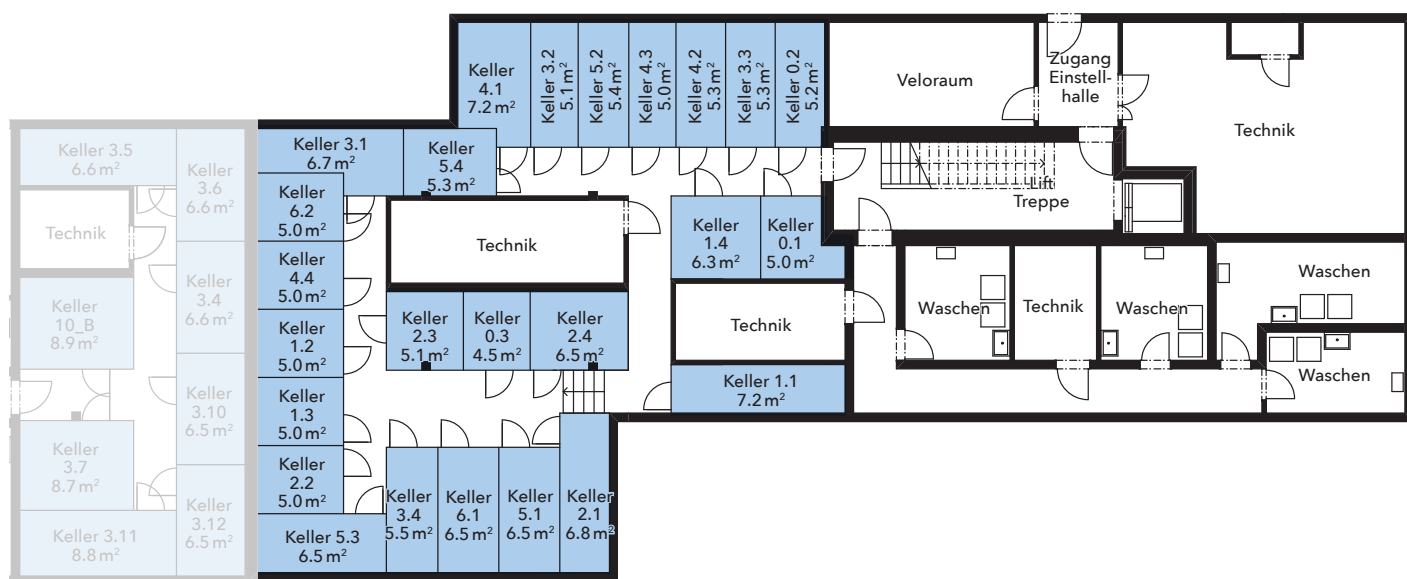 Keller
4.1
7.2 m²
Keller 3.2
5.1 m²
Keller 5.2
5.4 m²
Keller 4.3
5.0 m²
Keller 4.2
5.3 m²
Keller 3.3
5.3 m²
Keller 0.2
5.2 m²
Veloraum
Zugang
Einstell-
halle
Technik
Keller 3.5
6.6 m²
Keller
3.6
6.6 m²
Keller 3.1
6.7 m²
Keller
5.4
5.3 m²
Lift
Treppe
Keller
6.2
5.0 m²
Technik
Technik
Keller
1.4
6.3 m²
Keller
0.1
5.0 m²
Keller
4.4
5.0 m²
Keller
3.4
6.6 m²
Keller
10_B
8.9 m²
Keller
1.2
5.0 m²
Keller
2.3
5.1 m²
Keller
0.3
4.5 m²
Keller
2.4
6.5 m²
Technik
Waschen
Technik
Waschen
Waschen
Waschen
Keller 1.1
7.2 m²
Keller
3.10
6.5 m²
Keller
1.3
5.0 m²
Keller
3.7
8.7 m²
Keller
2.2
5.0 m²
Keller
3.12
6.5 m²
Keller 3.11
8.8 m²
Keller 5.3
6.5 m²
Keller
3.4
5.5 m²
Keller
6.1
6.5 m²
Keller
5.1
6.5 m²
Keller
2.1
6.8 m²